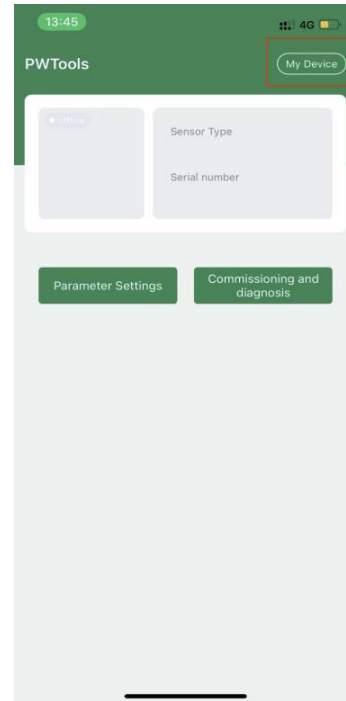 13:45
4G
PWTools
My Device
offline
Sensor Type
Serial number
Parameter Settings
Commissioning and
diagnosis